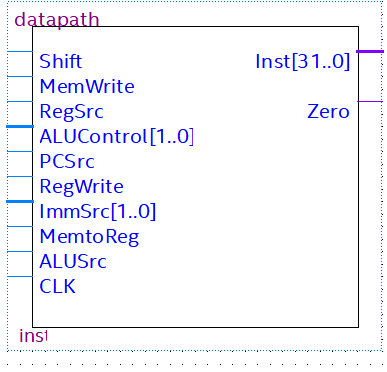 datapath
Shift Inst[31..0]
MemWrite
RegSrc Zero
ALUControl[1..0]
PCSrc
RegWrite
ImmSrc[1..0]
MemtoReg
ALUSrc
CLK
inst